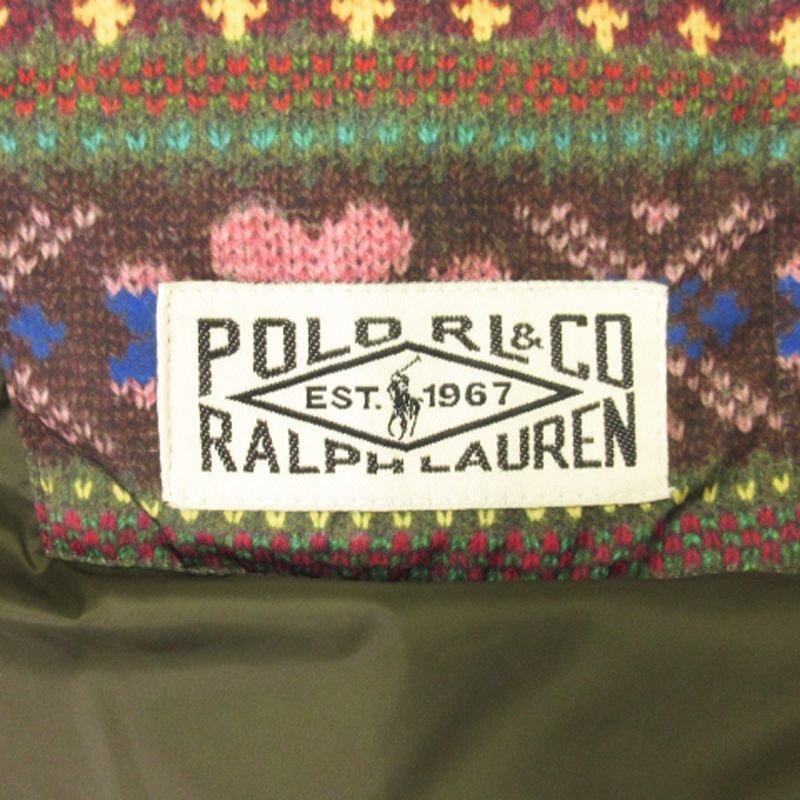 POLO RL&CO
EST. 1967
RALPH LAUREN